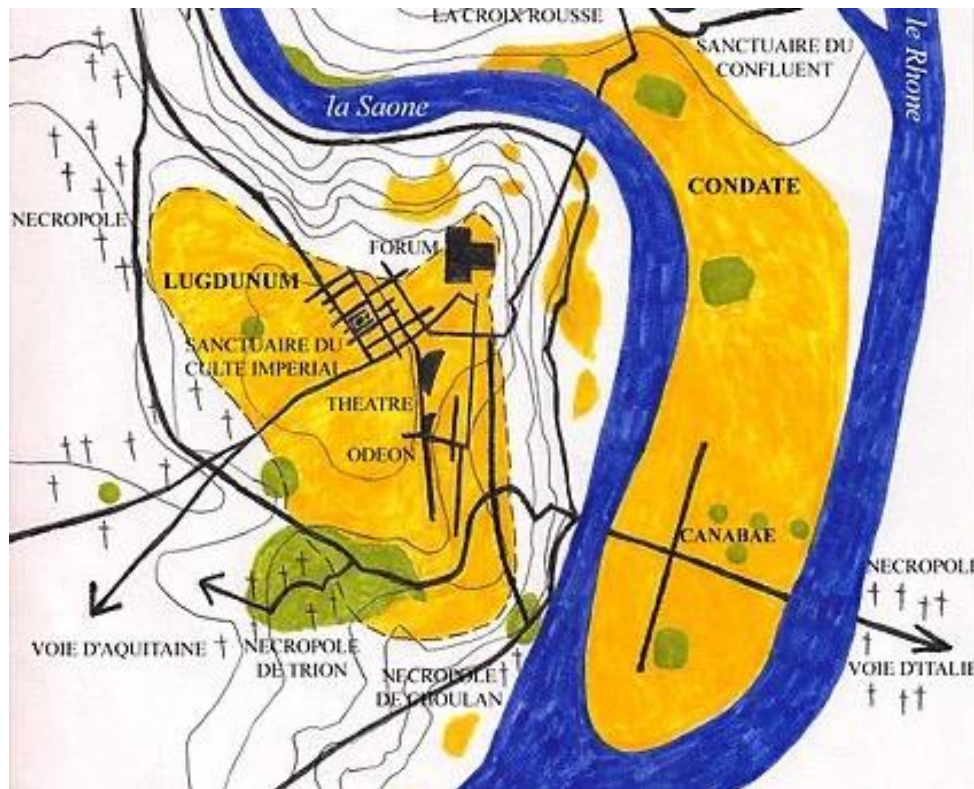 LA CROIX ROUSSE
SANCTUAIRE DU
CONFLUENT
le Rhone
la Saone
CONDATE
NECROPOLE
FORUM
LUGDUNUM
SANCTUAIRE DU
CULTE IMPERIAL
THEATRE
ODEON
CANABAE
NECROPOLE
VOIE D'AQUITAINE
NECROPOLE
DE TRION
NECROPOLE
DE CHOULAN
VOIE D'ITALIE